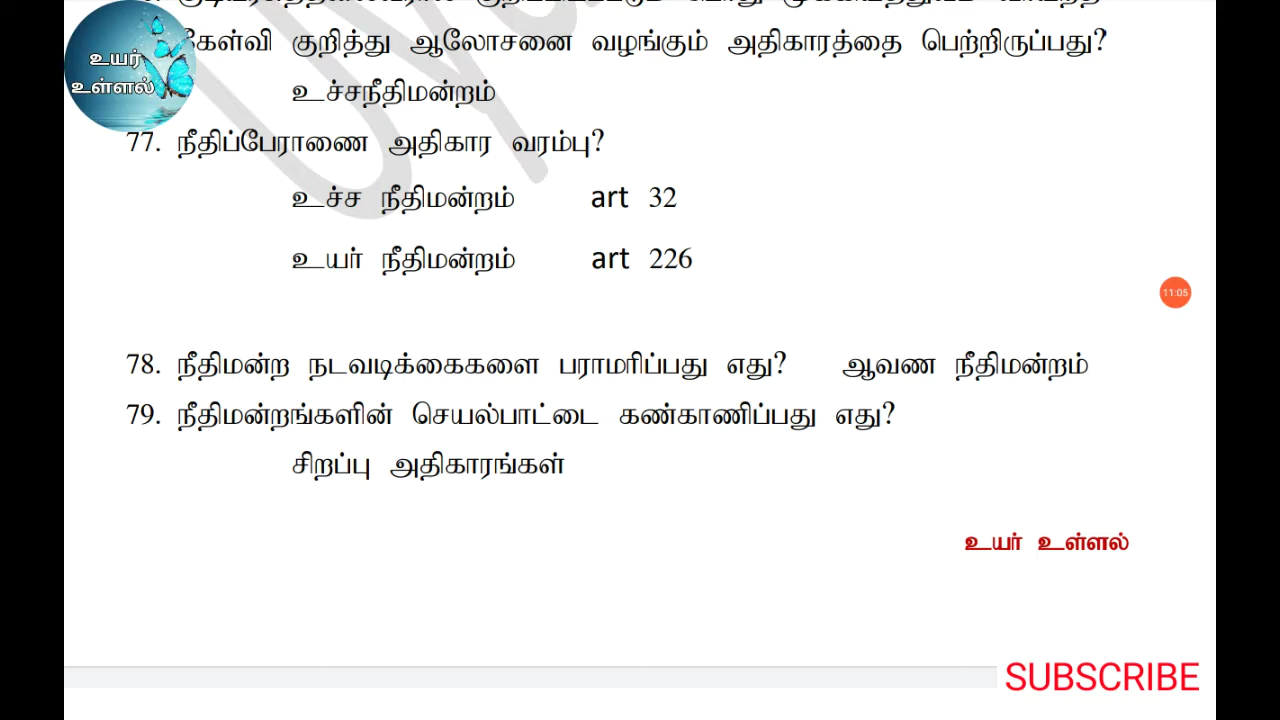 கேள்வி குறித்து ஆலோசனை வழங்கும் அதிகாரத்தை பெற்றிருப்பது?
உயர்
உள்ளல்
உச்சநீதிமன்றம்
77. நீதிப்பேராணை அதிகார வரம்பு?
உச்ச நீதிமன்றம் art 32
உயர் நீதிமன்றம் art 226
11:05
78. நீதிமன்ற நடவடிக்கைகளை பராமரிப்பது எது? ஆவண நீதிமன்றம்
79. நீதிமன்றங்களின் செயல்பாட்டை கண்காணிப்பது எது?
சிறப்பு அதிகாரங்கள்
உயர் உள்ளல்
SUBSCRIBE